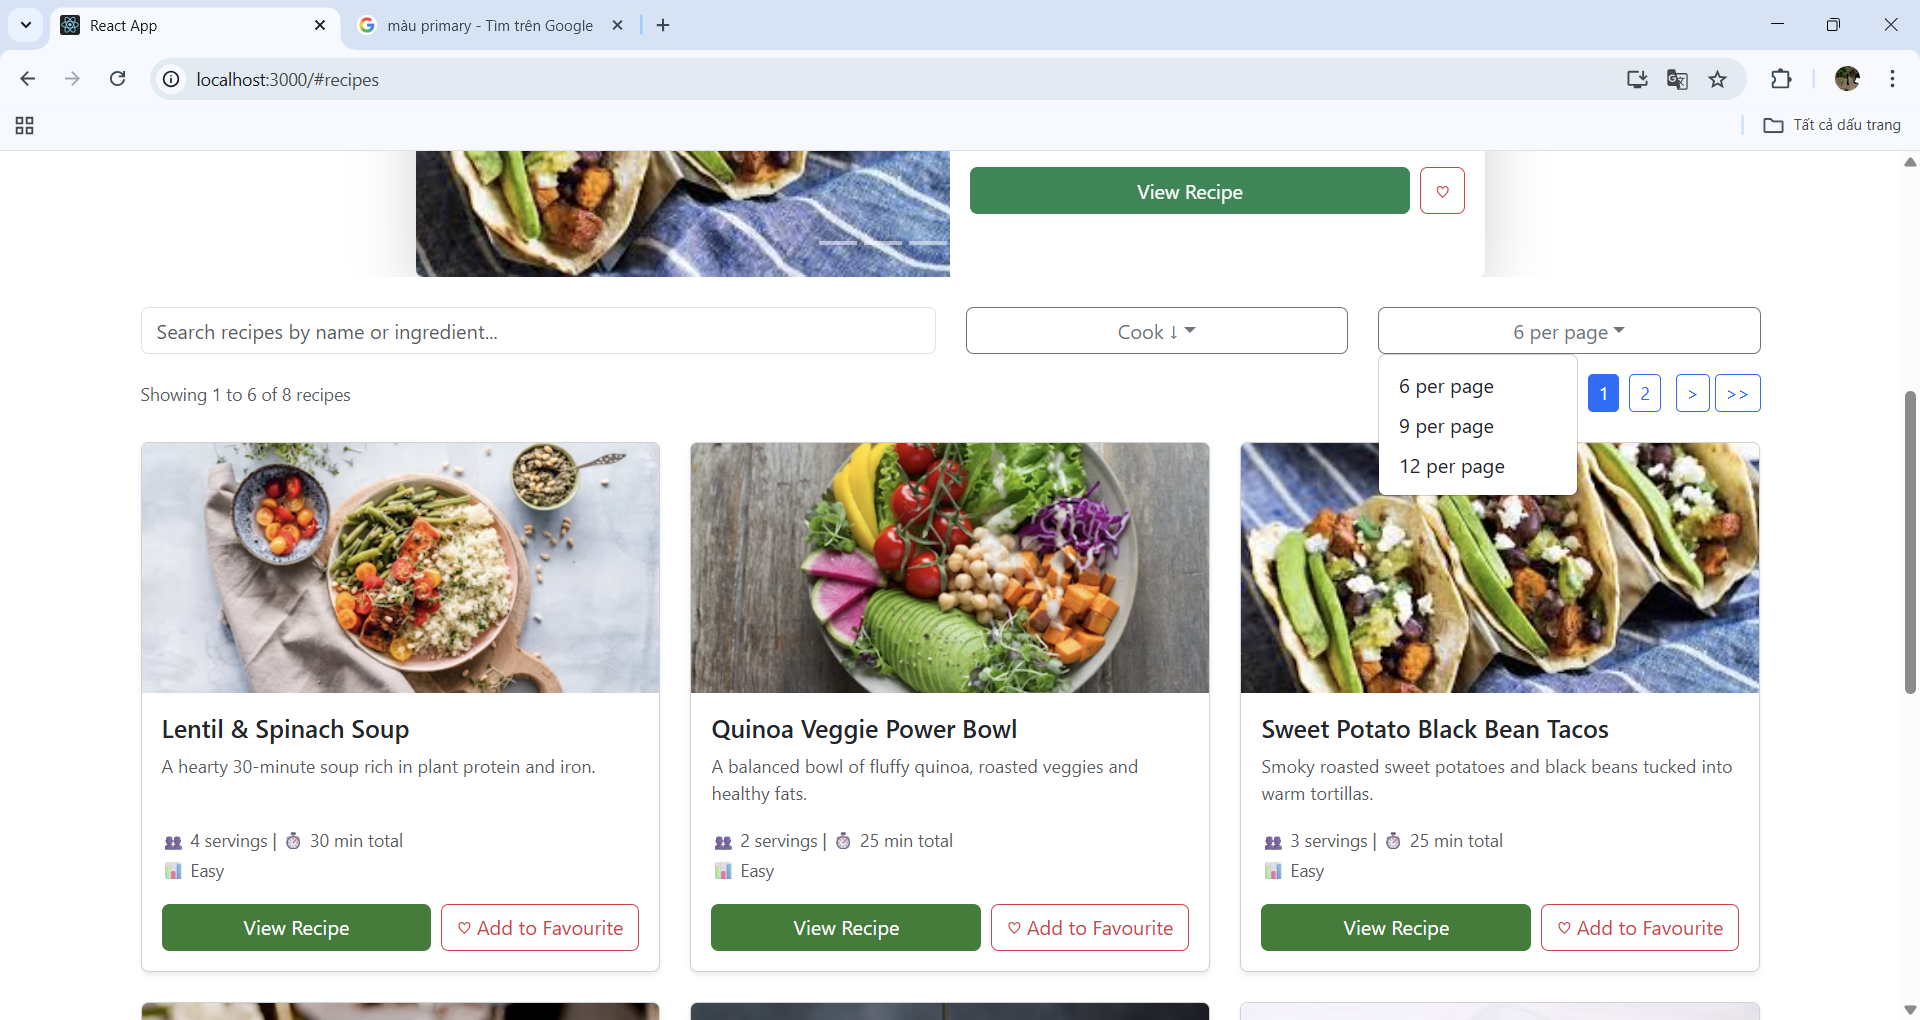 React App
màu primary - Tìm trên Google
localhost:3000/#recipes
Tất cả dấu trang
View Recipe
Search recipes by name or ingredient...
Cook ↓
6 per page
6 per page
9 per page
12 per page
Showing 1 to 6 of 8 recipes
1 2 > >>
Lentil & Spinach Soup
A hearty 30-minute soup rich in plant protein and iron.
4 servings | 30 min total
Easy
View Recipe
♡ Add to Favourite
Quinoa Veggie Power Bowl
A balanced bowl of fluffy quinoa, roasted veggies and
healthy fats.
2 servings | 25 min total
Easy
View Recipe
♡ Add to Favourite
Sweet Potato Black Bean Tacos
Smoky roasted sweet potatoes and black beans tucked into
warm tortillas.
3 servings | 25 min total
Easy
View Recipe
♡ Add to Favourite